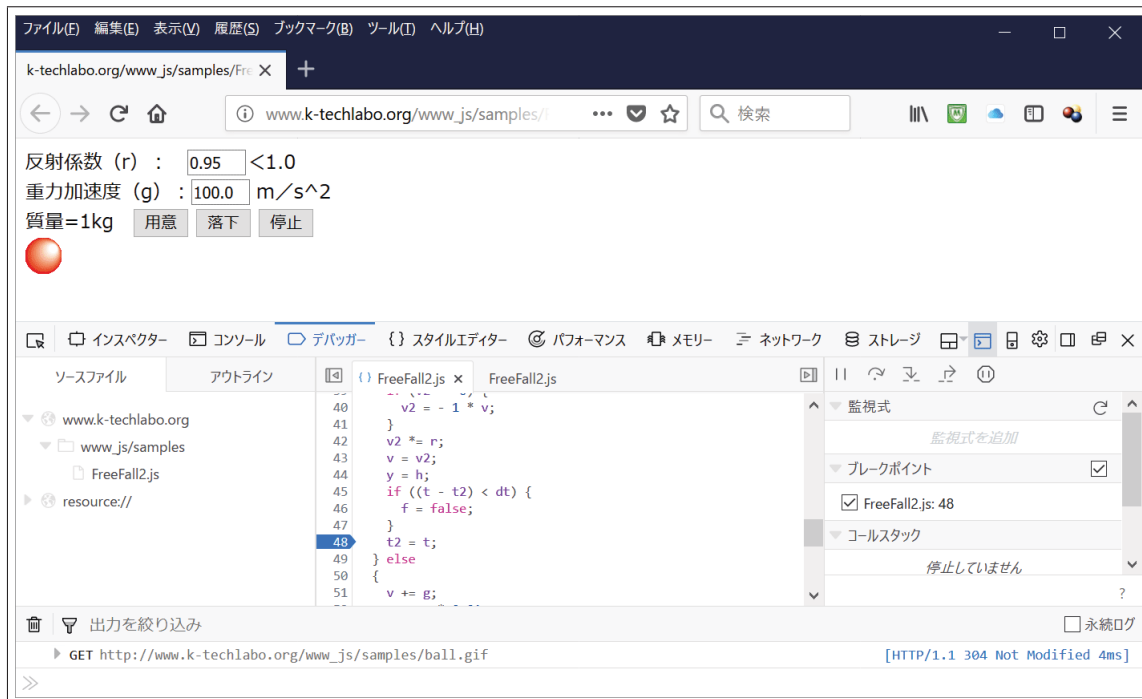 ファイル(F) 編集(E) 表示(V) 履歴(S) ブックマーク(B) ツール(T) ヘルプ(H)
k-techlabo.org/www_js/samples/Fre
www.k-techlabo.org/www_js/samples/ 検索
反射係数（r）： 0.95 <1.0
重力加速度（g）：100.0 m／s^2
質量=1kg 用意 落下 停止
インスペクター コンソール デバッガー {} スタイルエディター パフォーマンス メモリー ネットワーク ストレージ
ソースファイル アウトライン {} FreeFall2.js × FreeFall2.js
www.k-techlabo.org
www_js/samples
FreeFall2.js
resource://
40 v2 = - 1 * v;
41 }
42 v2 *= r;
43 v = v2;
44 y = h;
45 if ((t - t2) < dt) {
46 f = false;
47 }
48 t2 = t;
49 } else
50 {
51 v += g;
監視式
監視式を追加
ブレークポイント
FreeFall2.js: 48
コールスタック
停止していません
?
出力を絞り込み 永続ログ
GET http://www.k-techlabo.org/www_js/samples/ball.gif [HTTP/1.1 304 Not Modified 4ms]